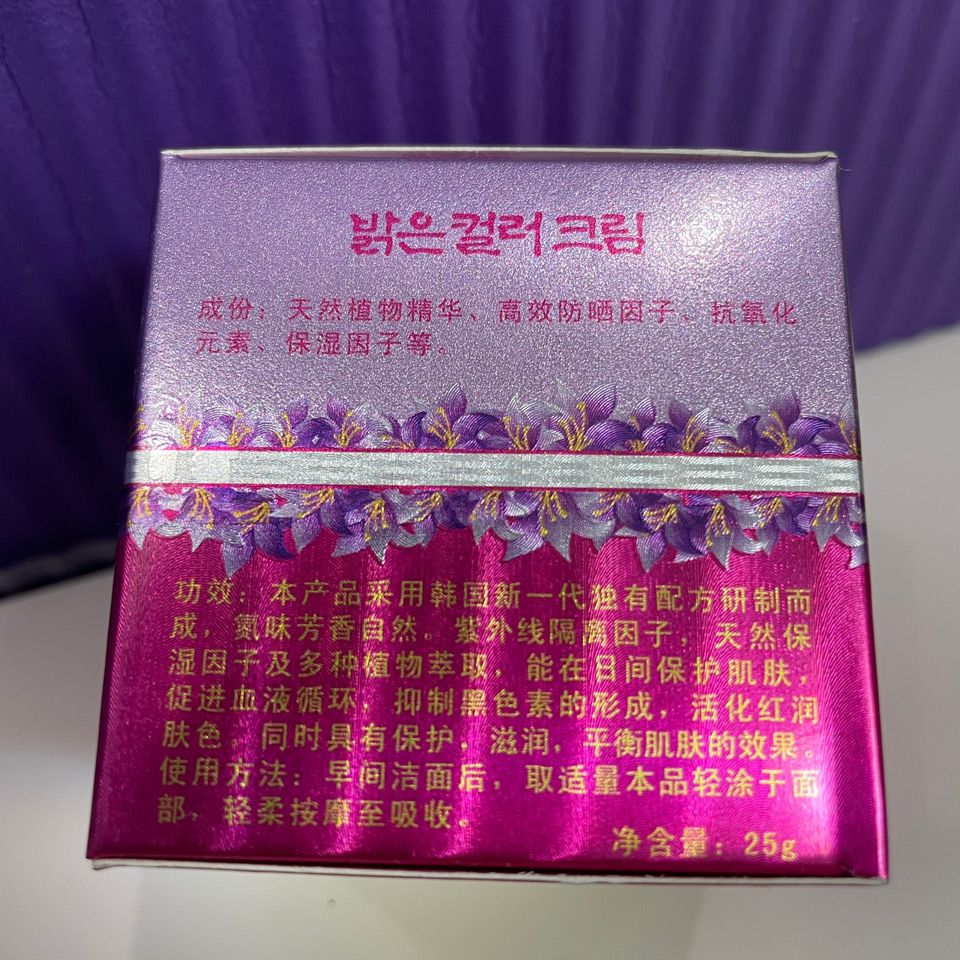 밝은컬러크림
成份：天然植物精华、高效防晒因子、抗氧化
元素、保湿因子等。
功效：本产品采用韩国新一代独有配方研制而
成，氮味芳香自然。紫外线隔离因子，天然保
湿因子及多种植物萃取，能在日间保护肌肤，
促进血液循环，抑制黑色素的形成，活化红润
肤色。同时具有保护，滋润，平衡肌肤的效果。
使用方法：早间洁面后，取适量本品轻涂于面
部，轻柔按摩至吸收。
净含量：25g